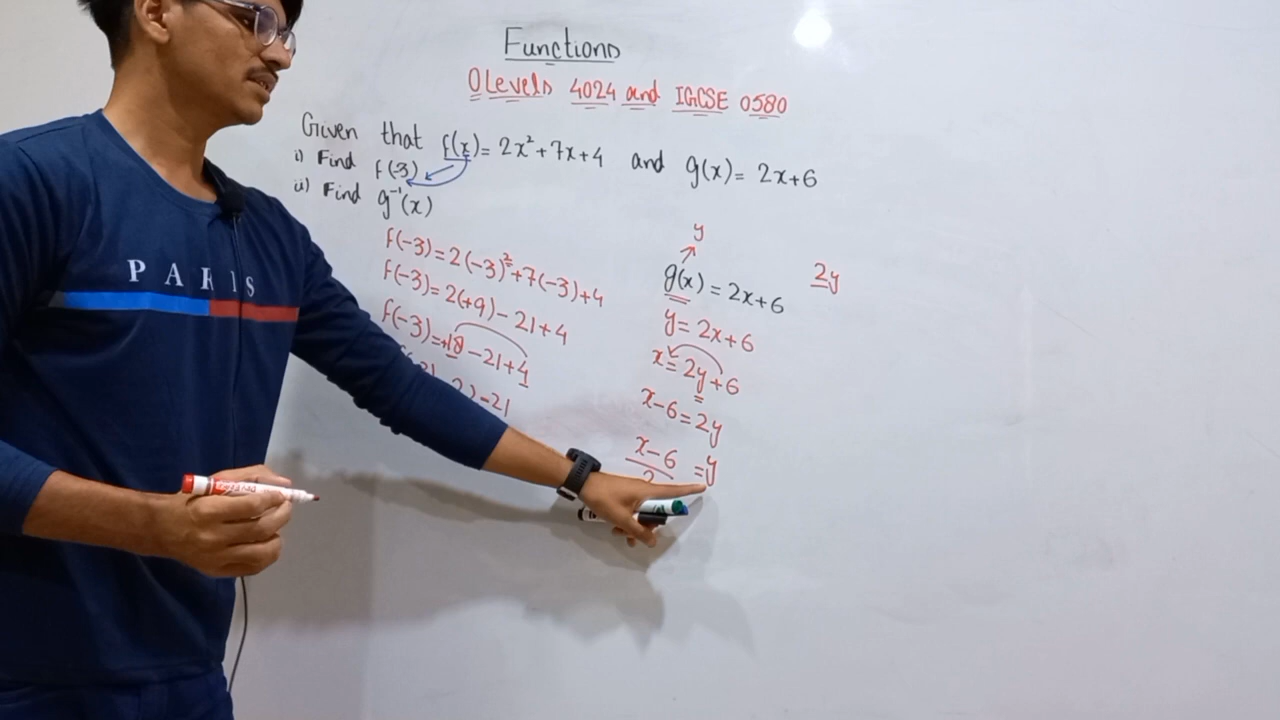 Functions
OLevels 4024 and IGCSE 0580
Given that f(x)= 2x²+7x+4 and g(x)= 2x+6
i) Find f(-3)
ii) Find g⁻¹(x)
f(-3)=2(-3)²+7(-3)+4
f(-3)=2(+9)-21+4
f(-3)=+18-21+4
-21
y
g(x)=2x+6
y=2x+6
x=2y+6
x-6=2y
x-6
=y
2y
PARIS